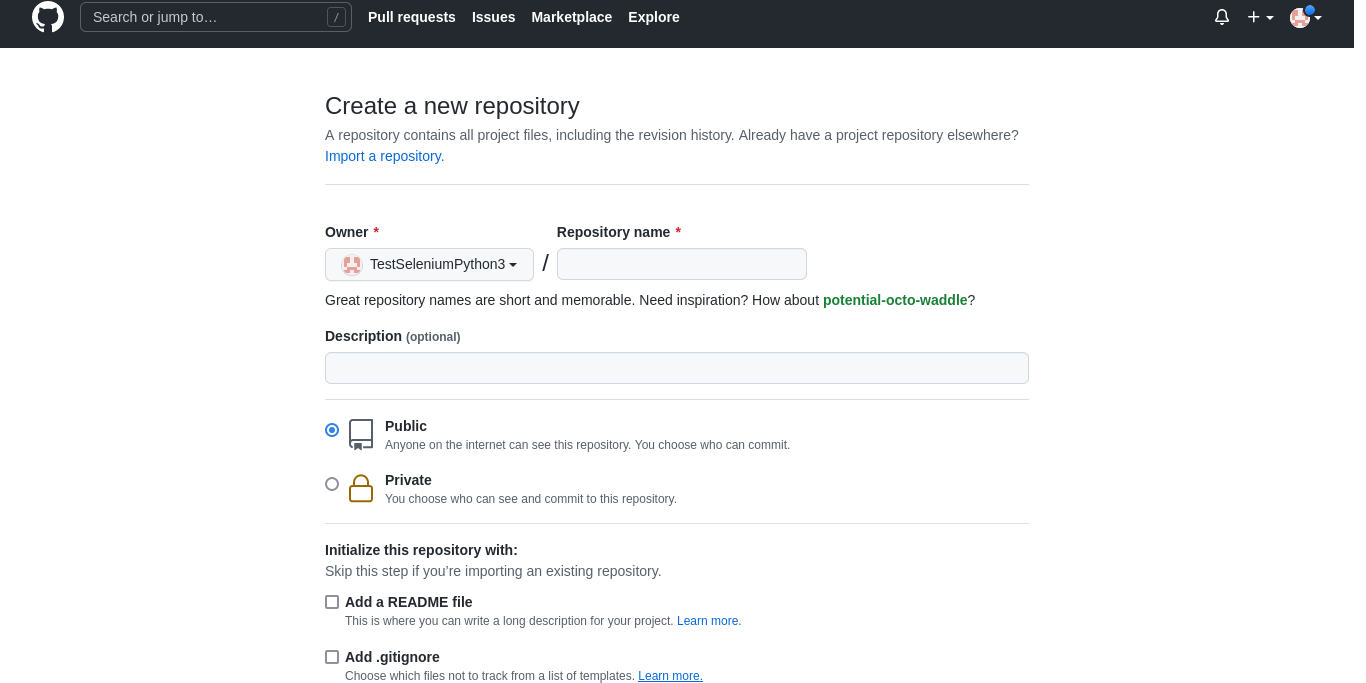 Search or jump to… /
Pull requests Issues Marketplace Explore
Create a new repository
A repository contains all project files, including the revision history. Already have a project repository elsewhere?
Import a repository.
Owner * Repository name *
TestSeleniumPython3 /
Great repository names are short and memorable. Need inspiration? How about potential-octo-waddle?
Description (optional)
Public
Anyone on the internet can see this repository. You choose who can commit.
Private
You choose who can see and commit to this repository.
Initialize this repository with:
Skip this step if you’re importing an existing repository.
Add a README file
This is where you can write a long description for your project. Learn more.
Add .gitignore
Choose which files not to track from a list of templates. Learn more.